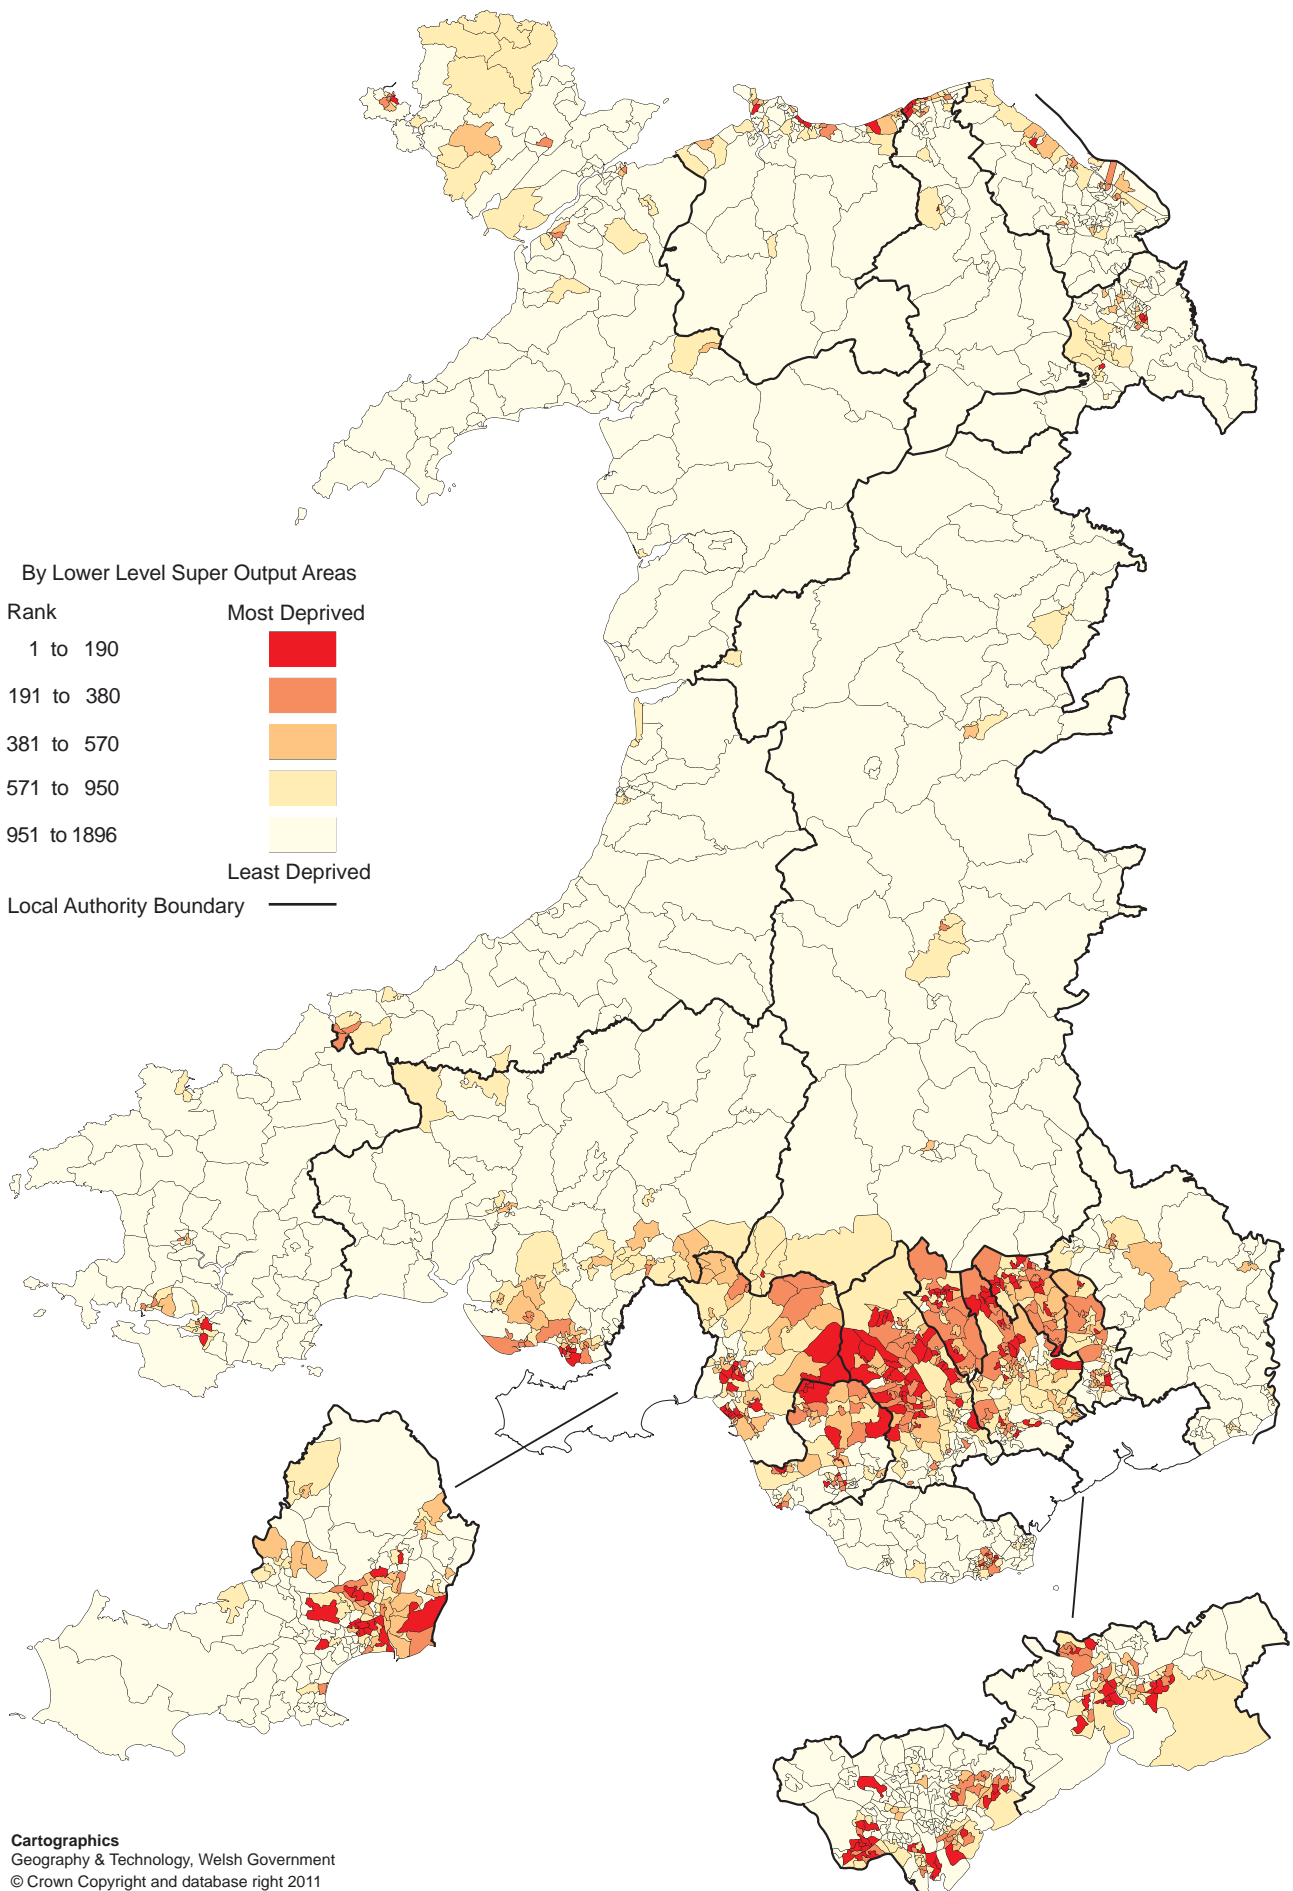 By Lower Level Super Output Areas
Rank Most Deprived
1 to 190
191 to 380
381 to 570
571 to 950
951 to 1896
Least Deprived
Local Authority Boundary
Cartographics
Geography & Technology, Welsh Government
© Crown Copyright and database right 2011